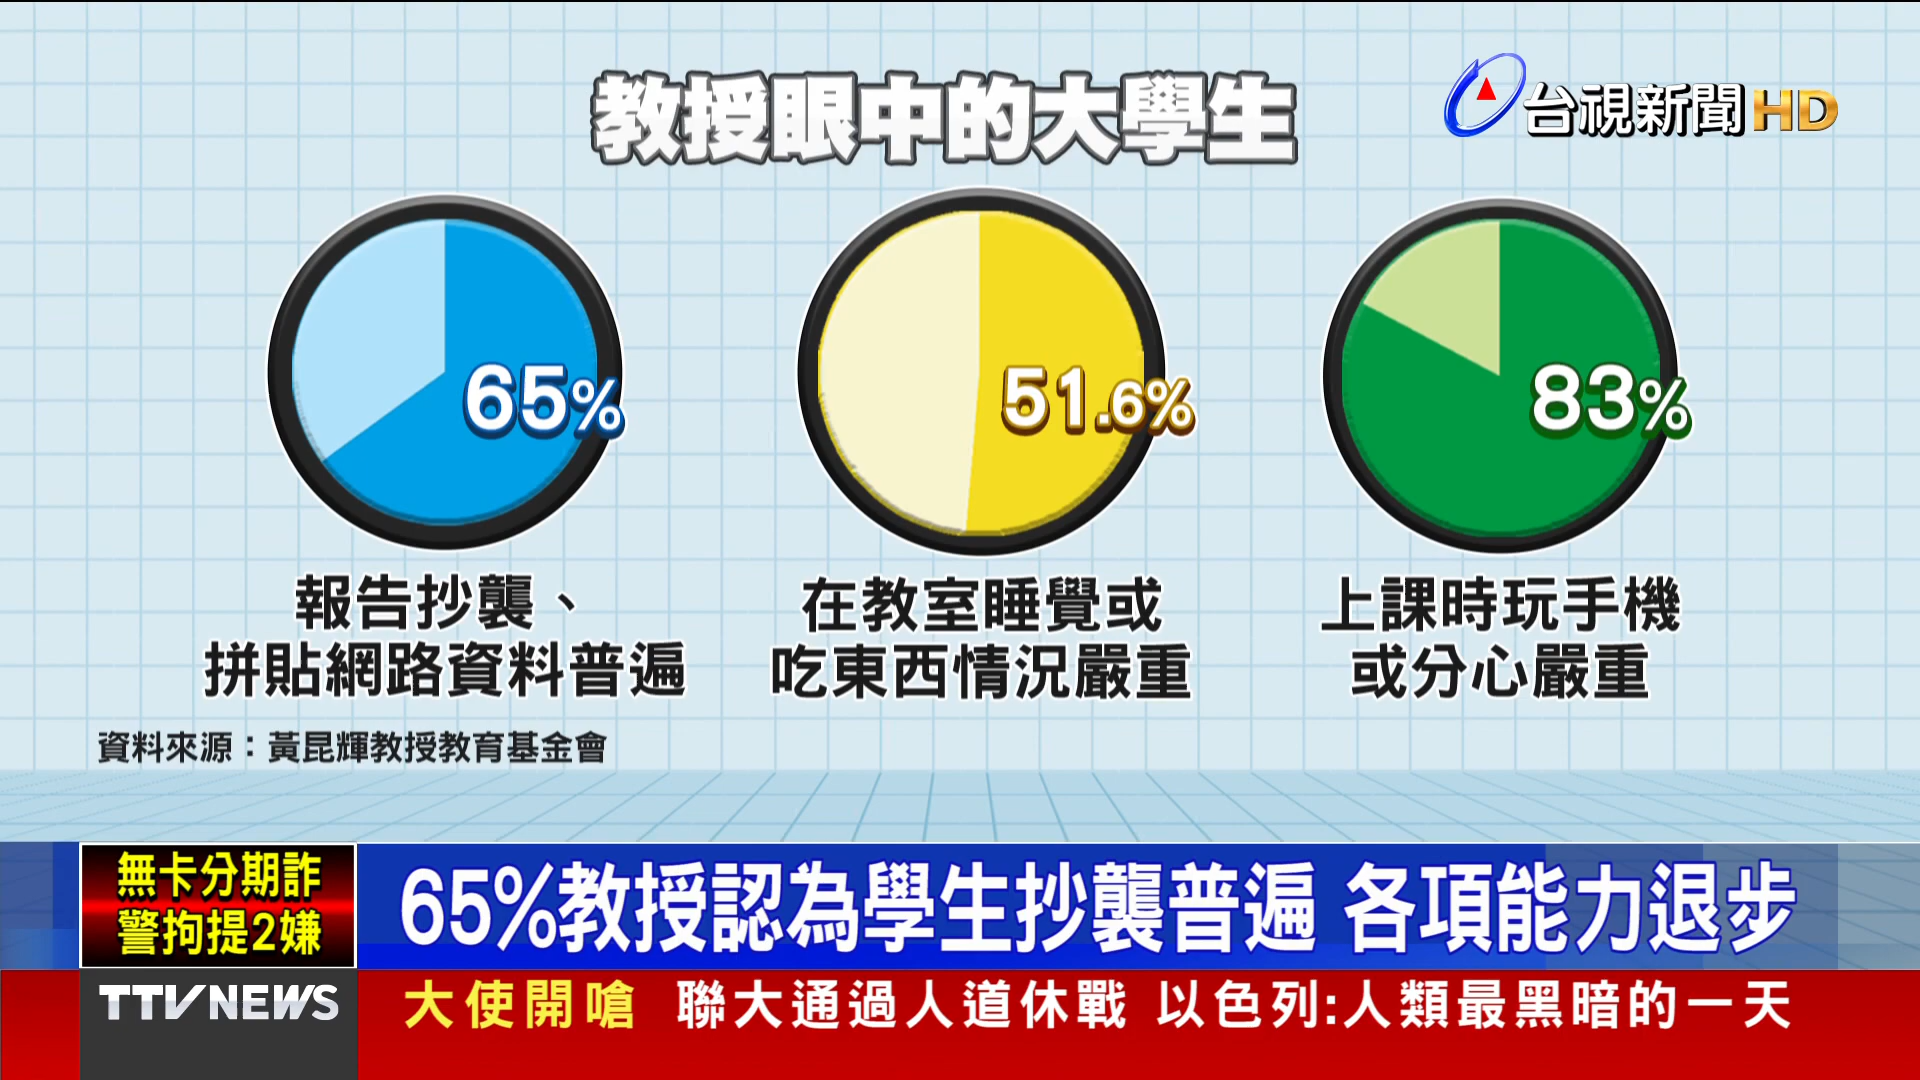 教授眼中的大學生
台視新聞HD
65%
51.6%
83%
報告抄襲、
拼貼網路資料普遍
在教室睡覺或
吃東西情況嚴重
上課時玩手機
或分心嚴重
資料來源：黃昆輝教授教育基金會
無卡分期詐
警拘提2嫌
65%教授認為學生抄襲普遍 各項能力退步
TTV NEWS
大使開嗆 聯大通過人道休戰 以色列:人類最黑暗的一天